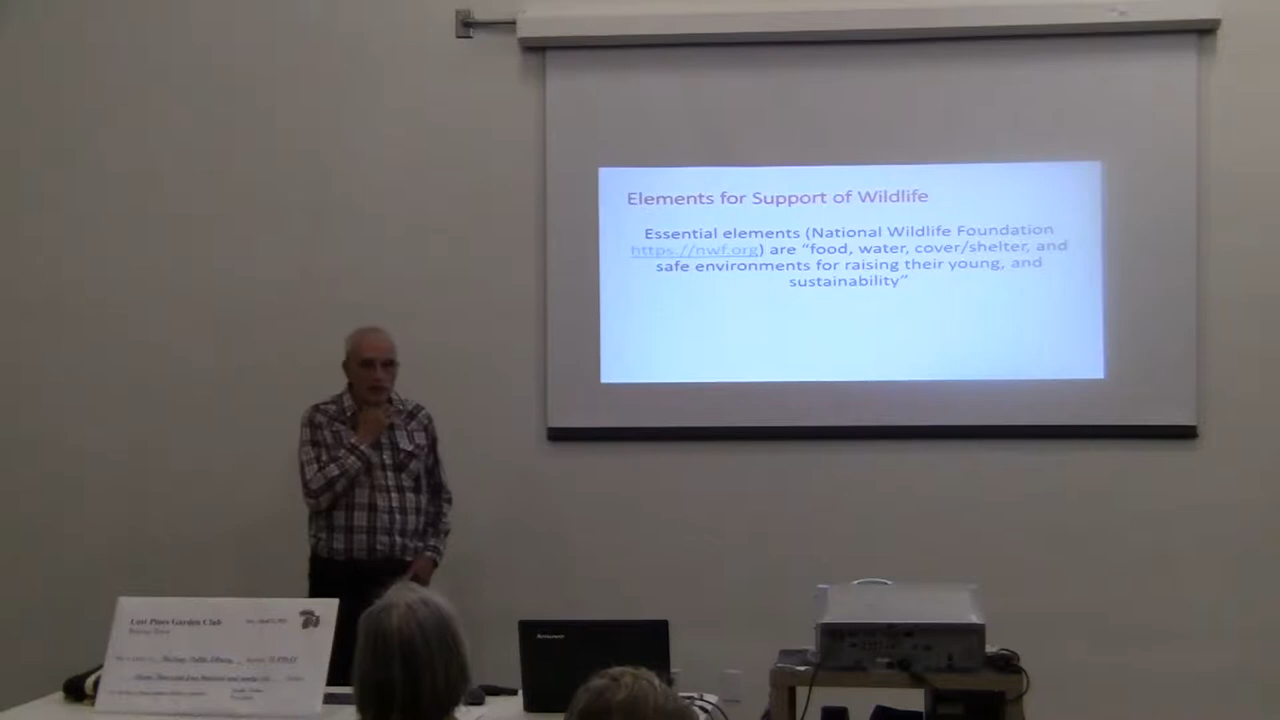 Elements for Support of Wildlife
Essential elements (National Wildlife Foundation
https://nwf.org) are “food, water, cover/shelter, and
safe environments for raising their young, and
sustainability”
Lost Pines Garden Club
lenovo